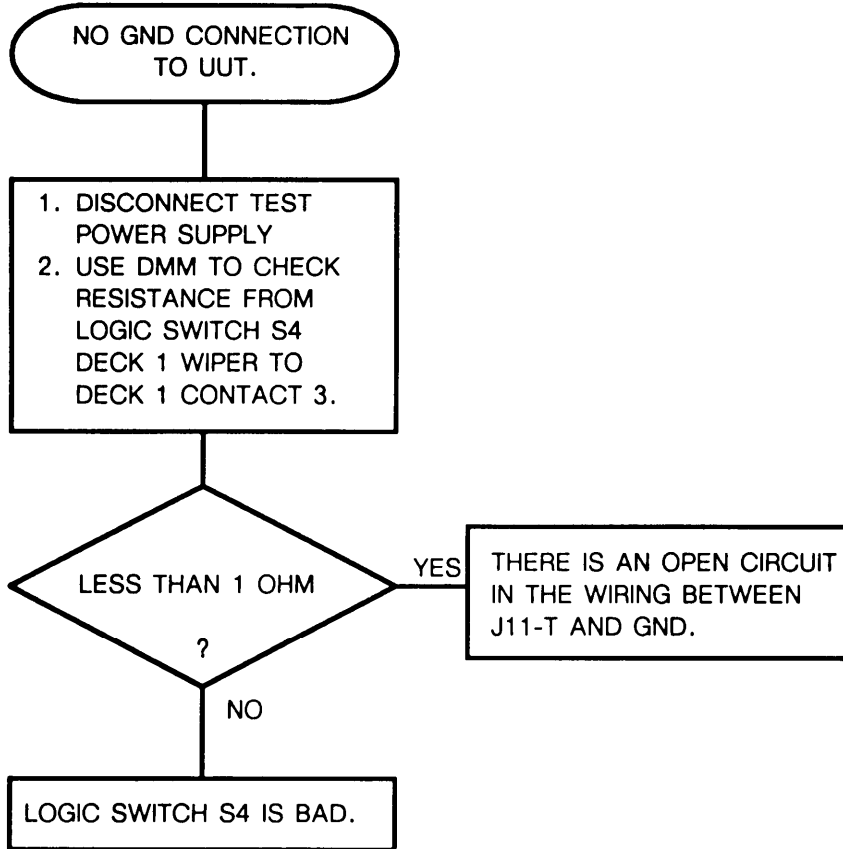 NO GND CONNECTION
TO UUT.
1. DISCONNECT TEST
POWER SUPPLY
2. USE DMM TO CHECK
RESISTANCE FROM
LOGIC SWITCH S4
DECK 1 WIPER TO
DECK 1 CONTACT 3.
LESS THAN 1 OHM
?
YES
THERE IS AN OPEN CIRCUIT
IN THE WIRING BETWEEN
J11-T AND GND.
NO
LOGIC SWITCH S4 IS BAD.